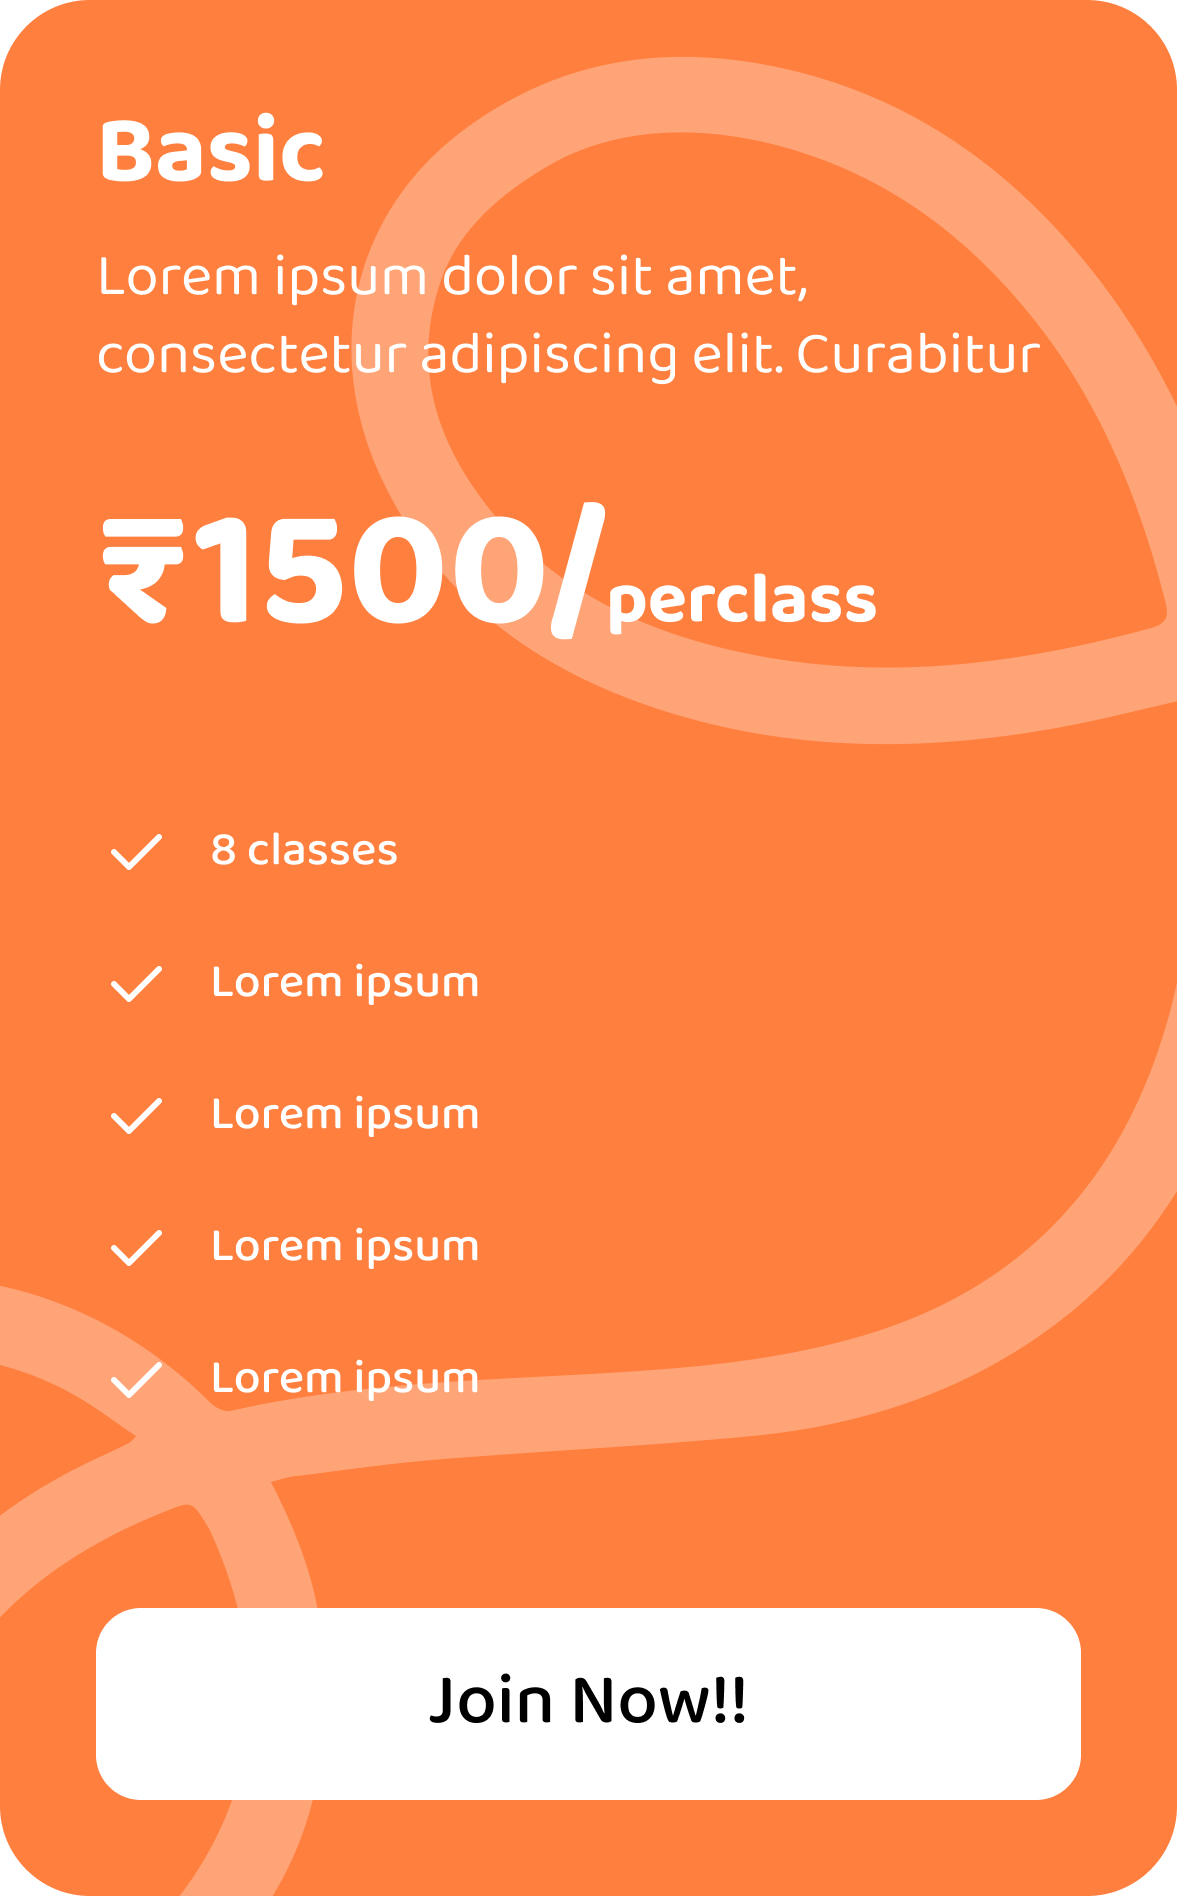 Basic
Lorem ipsum dolor sit amet,
consectetur adipiscing elit. Curabitur
₹1500/perclass
8 classes
Lorem ipsum
Lorem ipsum
Lorem ipsum
Lorem ipsum
Join Now!!